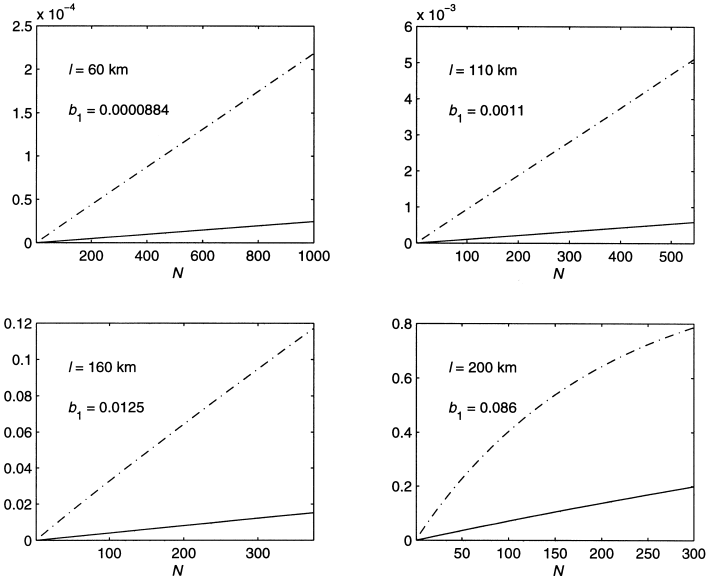 x 10⁻⁴
2.5
2
1.5
1
0.5
0
l = 60 km
b₁ = 0.0000884
200 400 600 800 1000
N
x 10⁻³
6
5
4
3
2
1
0
l = 110 km
b₁ = 0.0011
100 200 300 400 500
N
0.12
0.1
0.08
0.06
0.04
0.02
0
l = 160 km
b₁ = 0.0125
100 200 300
N
0.8
0.6
0.4
0.2
0
l = 200 km
b₁ = 0.086
50 100 150 200 250 300
N